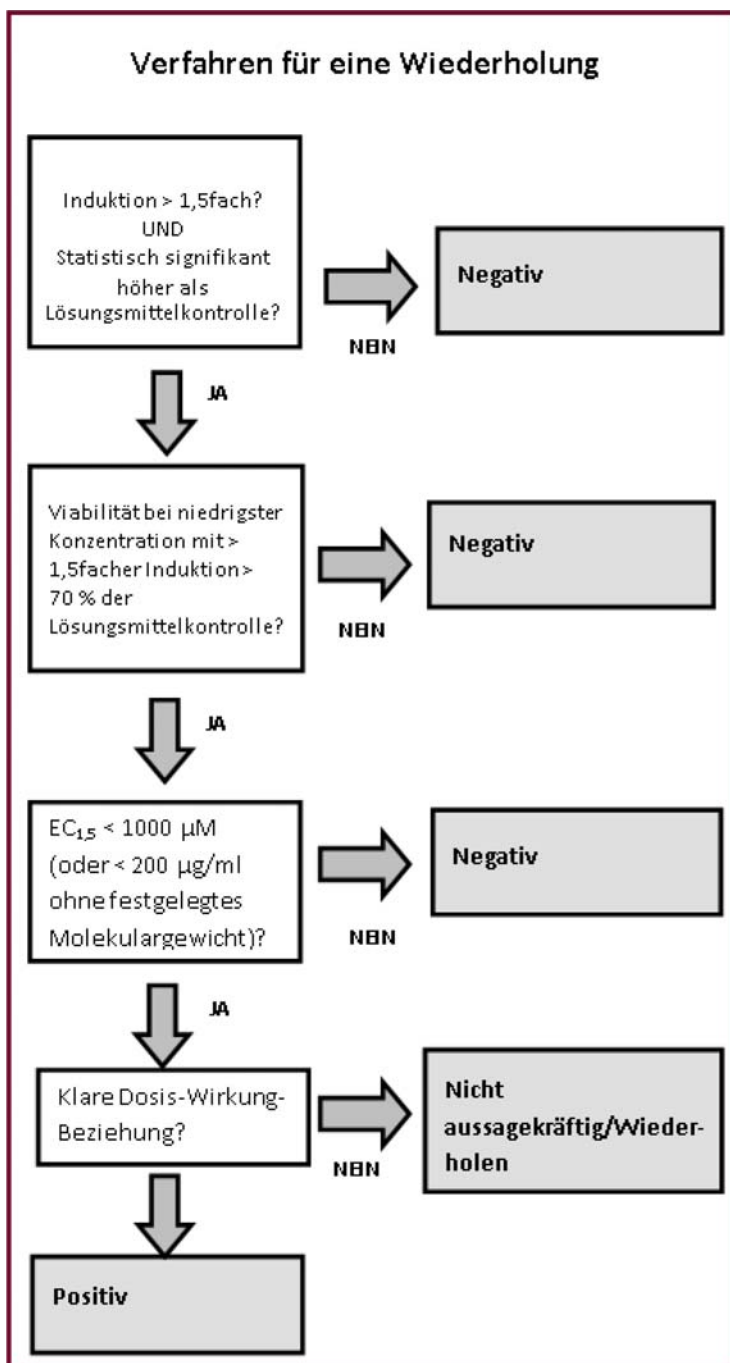 Verfahren für eine Wiederholung
Induktion > 1,5fach?
UND
Statistisch signifikant
höher als
Lösungsmittelkontrolle?
Negativ
NEIN
JA
Viabilität bei niedrigster
Konzentration mit >
1,5facher Induktion >
70 % der
Lösungsmittelkontrolle?
Negativ
NEIN
JA
EC1,5 < 1000 µM
(oder < 200 µg/ml
ohne festgelegtes
Molekulargewicht)?
Negativ
NEIN
JA
Klare Dosis-Wirkung-
Beziehung?
Nicht
aussagekräftig/Wieder-
holen
NEIN
Positiv